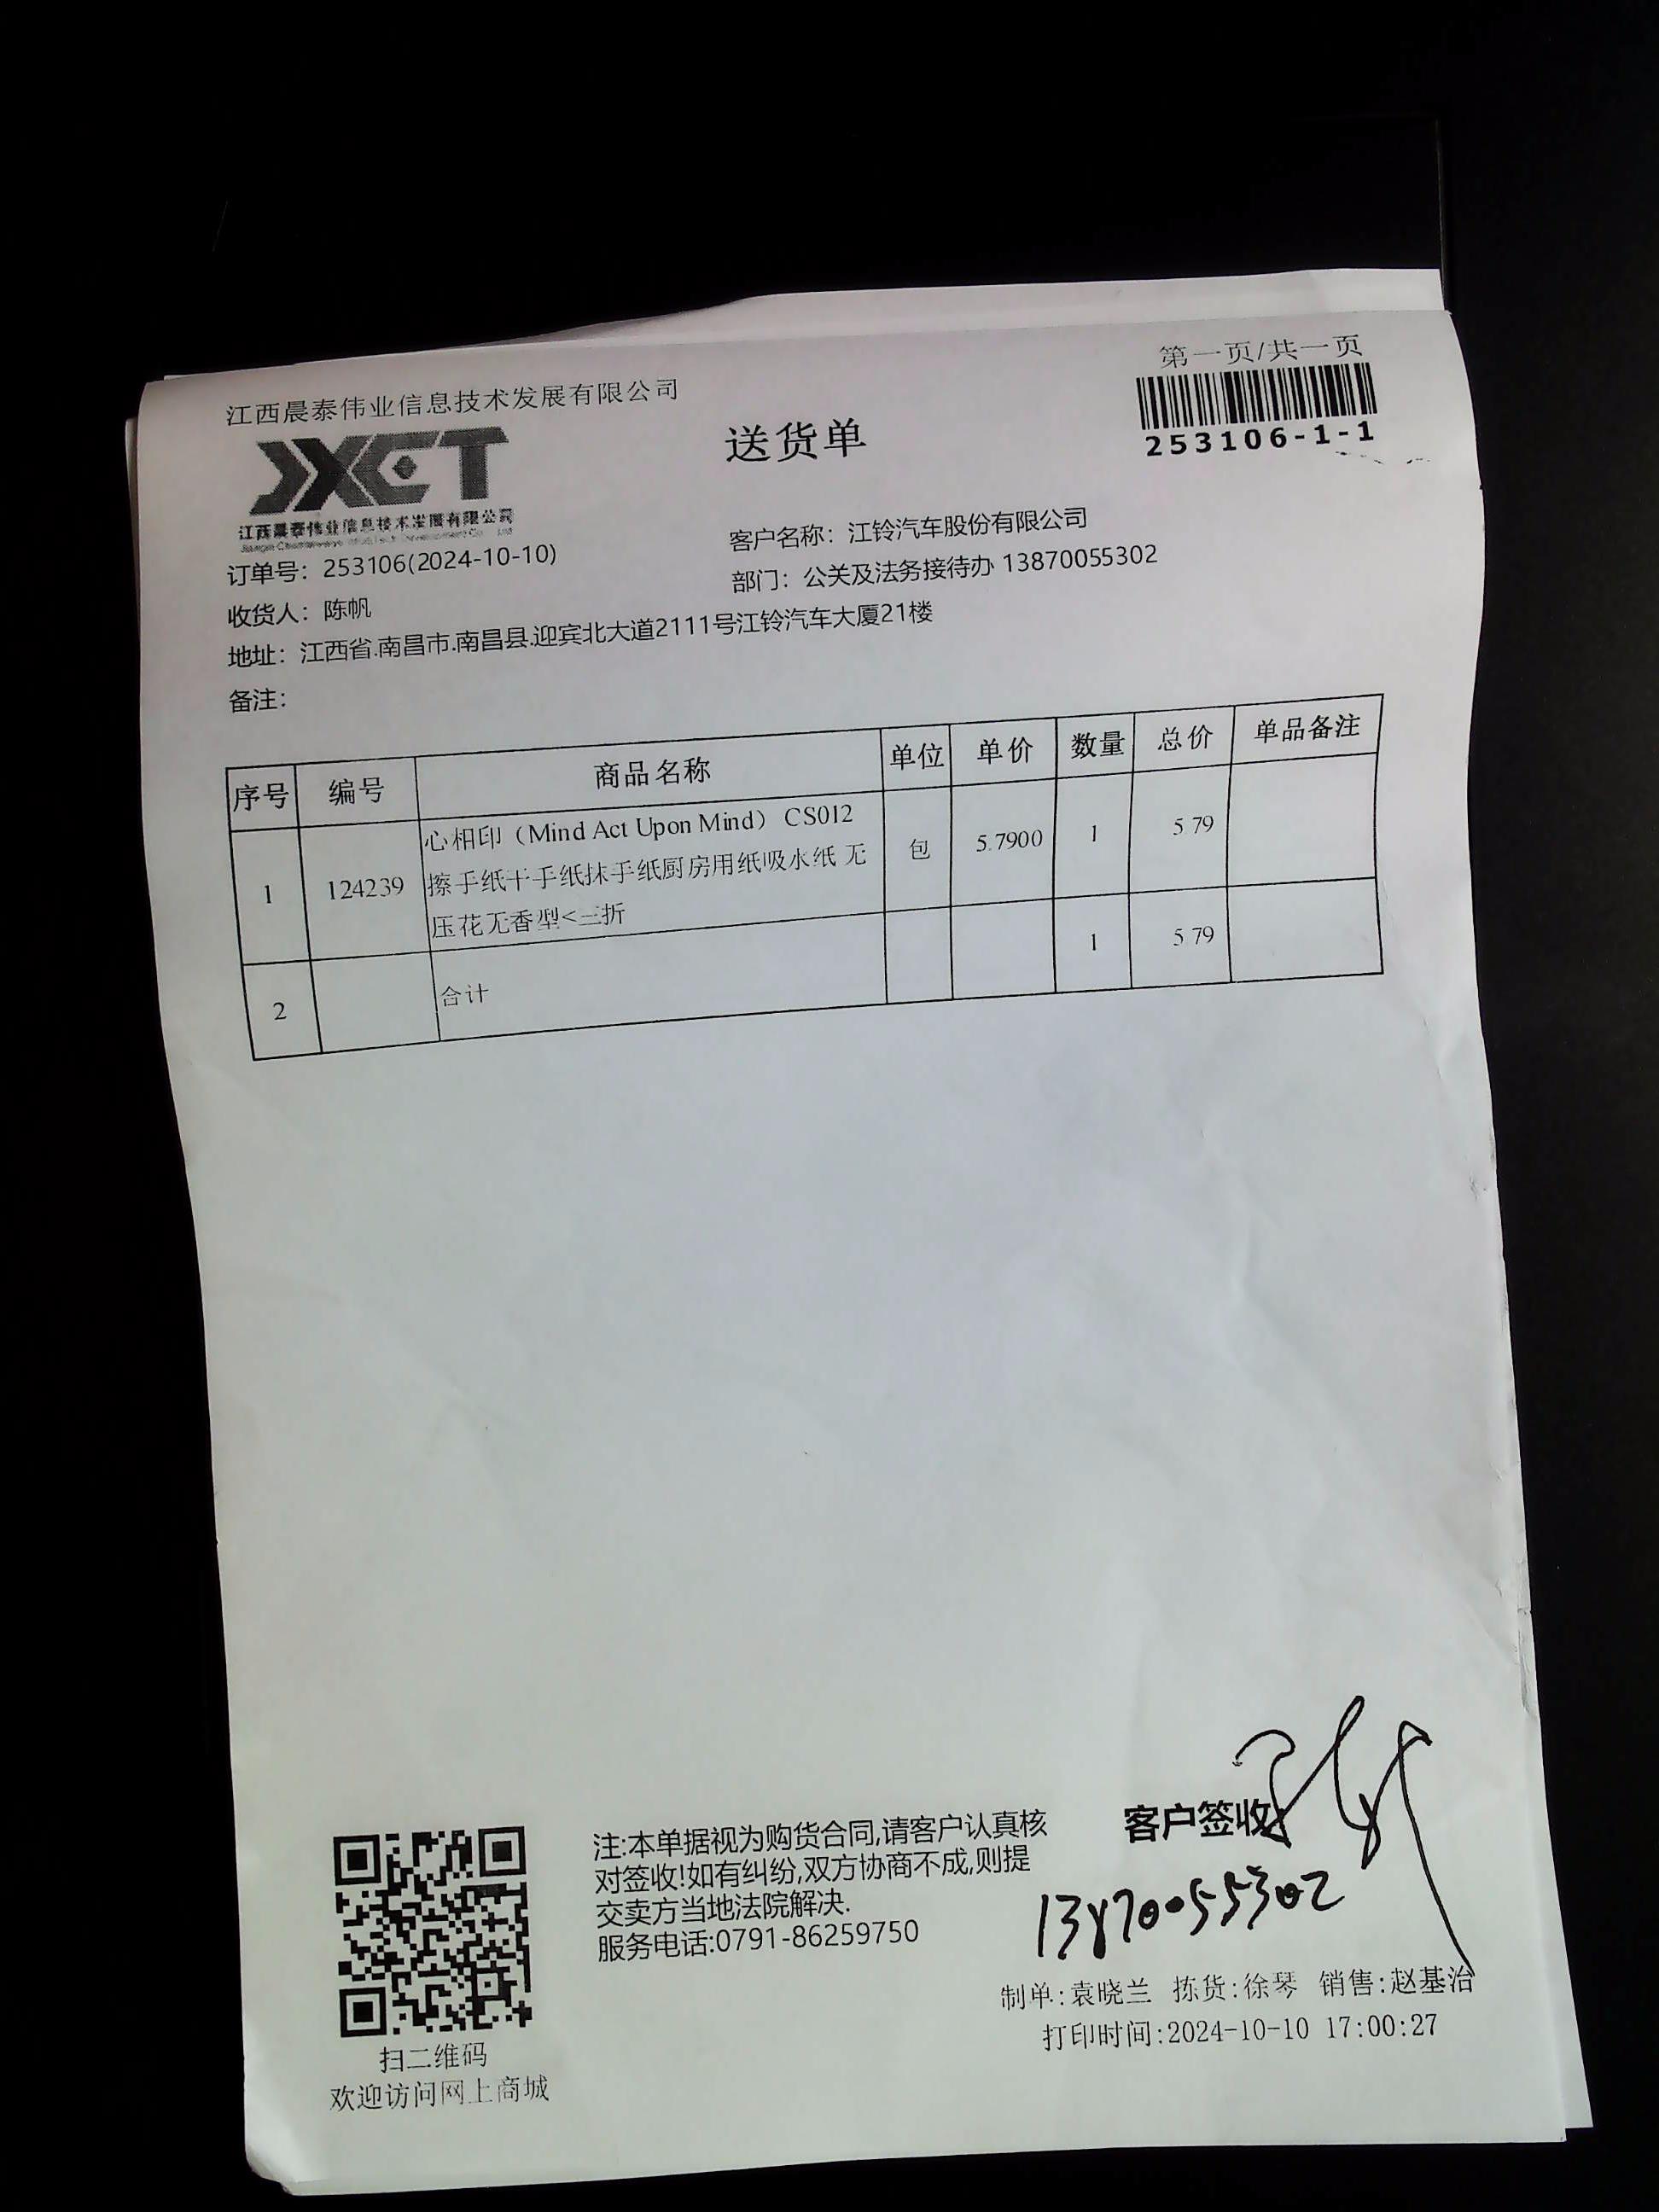 第一页/共一页
江西晨泰伟业信息技术发展有限公司
253106-1-1
送货单
JXCT
江西晨泰伟业信息技术发展有限公司
客户名称：江铃汽车股份有限公司
订单号：253106(2024-10-10)
部门：公关及法务接待办 13870055302
收货人：陈帆
地址：江西省.南昌市.南昌县.迎宾北大道2111号江铃汽车大厦21楼
备注：
序号 编号 商品名称 单位 单价 数量 总价 单品备注
1 124239 心相印（Mind Act Upon Mind） CS012
擦手纸干手纸抹手纸厨房用纸吸水纸 无
压花无香型<三折 包 5.7900 1 5.79
2 合计 1 5.79
注:本单据视为购货合同,请客户认真核
对签收!如有纠纷,双方协商不成,则提
交卖方当地法院解决.
服务电话:0791-86259750
客户签收:
13870055302
制单:袁晓兰 拣货:徐琴 销售:赵基治
打印时间:2024-10-10 17:00:27
扫二维码
欢迎访问网上商城